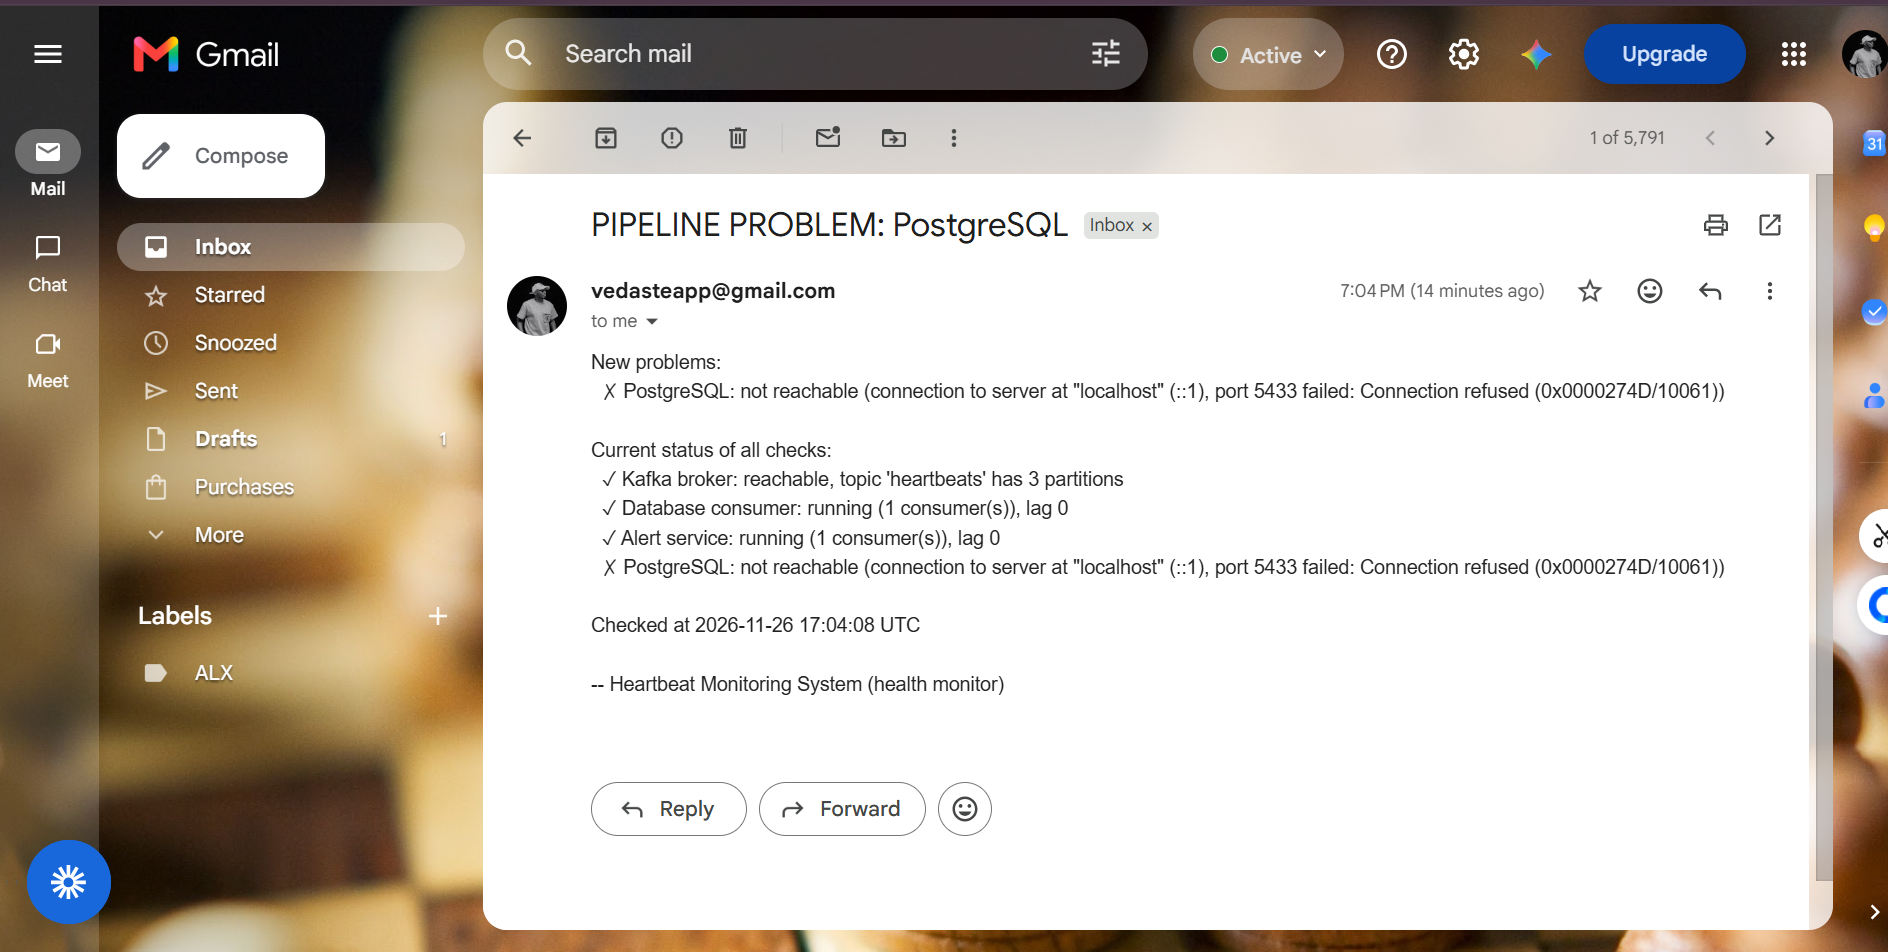 Gmail
Search mail
Active
Upgrade
Mail
Chat
Meet
Compose
Inbox
Starred
Snoozed
Sent
Drafts 1
Purchases
More
Labels
ALX
1 of 5,791
PIPELINE PROBLEM: PostgreSQL Inbox ×
vedasteapp@gmail.com 7:04 PM (14 minutes ago)
to me
New problems:
✗ PostgreSQL: not reachable (connection to server at "localhost" (::1), port 5433 failed: Connection refused (0x0000274D/10061))
Current status of all checks:
✓ Kafka broker: reachable, topic 'heartbeats' has 3 partitions
✓ Database consumer: running (1 consumer(s)), lag 0
✓ Alert service: running (1 consumer(s)), lag 0
✗ PostgreSQL: not reachable (connection to server at "localhost" (::1), port 5433 failed: Connection refused (0x0000274D/10061))
Checked at 2026-11-26 17:04:08 UTC
-- Heartbeat Monitoring System (health monitor)
Reply
Forward
31